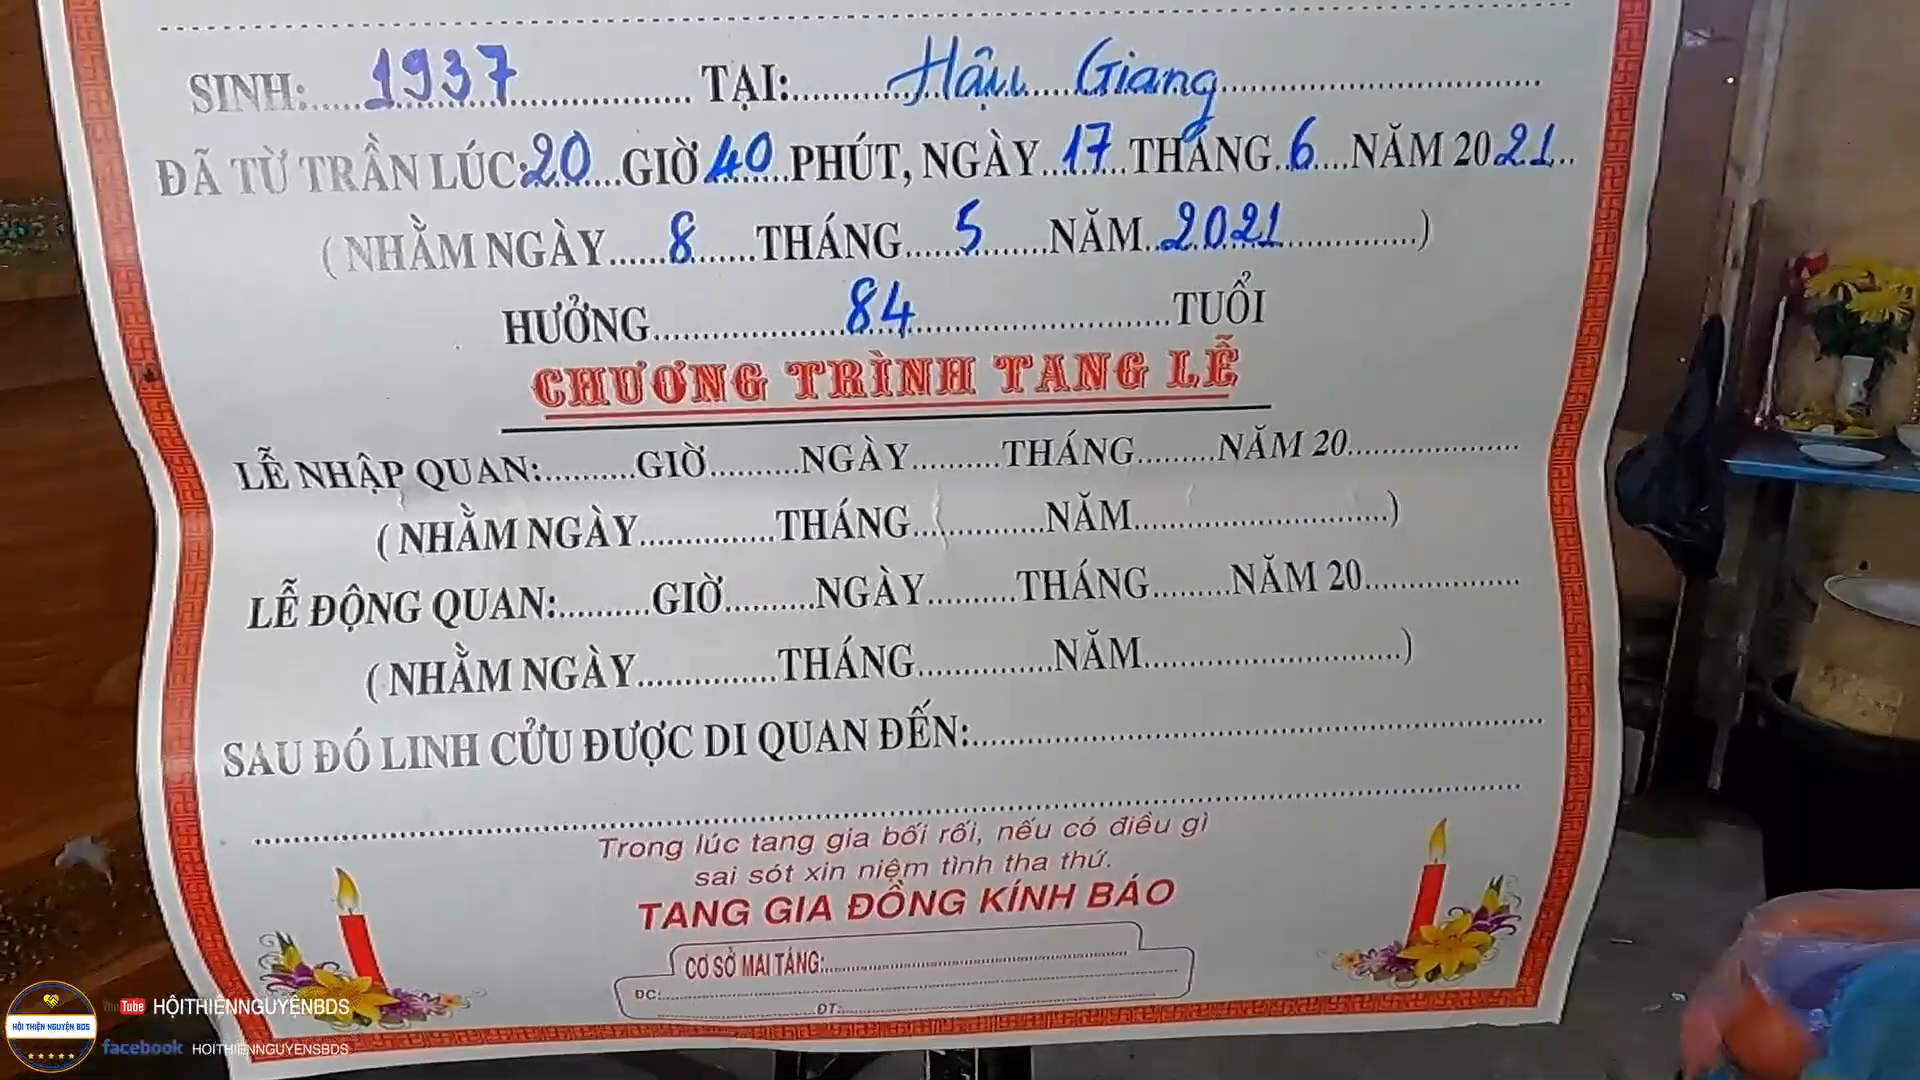 SINH:.....1937..................... TẠI:.........Hậu Giang.............................
ĐÃ TỪ TRẦN LÚC:20...GIỜ 40 PHÚT, NGÀY..17 THÁNG..6...NĂM 2021..
( NHẰM NGÀY......8......THÁNG......5......NĂM..2021..............)
HƯỞNG..................84..........................TUỔI
CHƯƠNG TRÌNH TANG LỄ
LỄ NHẬP QUAN:..........GIỜ..........NGÀY..........THÁNG.........NĂM 20...................
( NHẰM NGÀY...............THÁNG...............NĂM............................)
LỄ ĐỘNG QUAN:..........GIỜ..........NGÀY..........THÁNG.........NĂM 20.................
( NHẰM NGÀY...............THÁNG...............NĂM............................)
SAU ĐÓ LINH CỬU ĐƯỢC DI QUAN ĐẾN:..............................................................
Trong lúc tang gia bối rối, nếu có điều gì
sai sót xin niệm tình tha thứ.
TANG GIA ĐỒNG KÍNH BÁO
CƠ SỞ MAI TÁNG:..................................................
ĐC:..................................................
ĐT:..................................................
HỘI THIỆN NGUYỆN BDS
YouTube HỘITHIỆNNGUYỆNBDS
facebook HOITHIENNGUYENSBDS